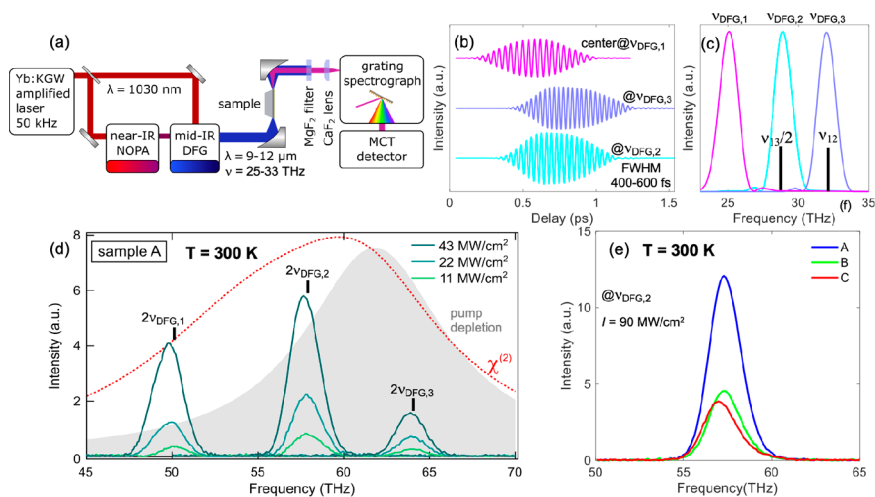 (a)
Yb:KGW
amplified
laser
50 kHz
λ = 1030 nm
near-IR
NOPA
mid-IR
DFG
λ = 9-12 μm
ν = 25-33 THz
sample
MgF₂ filter
CaF₂ lens
grating
spectrograph
MCT
detector
(b)
center@νDFG,1
@νDFG,3
@νDFG,2
FWHM
400-600 fs
Intensity (a.u.)
0 0.5 1 1.5
Delay (ps)
νDFG,1 νDFG,2 νDFG,3
(c)
ν13/2
ν12
(f)
Intensity (a.u.)
25 30 35
Frequency (THz)
(d)
sample A
T = 300 K
43 MW/cm²
22 MW/cm²
11 MW/cm²
pump
depletion
χ⁽²⁾
2νDFG,1
2νDFG,2
2νDFG,3
Intensity (a.u.)
8
6
4
2
0
45 50 55 60 65 70
Frequency (THz)
(e)
T = 300 K
A
B
C
@νDFG,2
I = 90 MW/cm²
Intensity (a.u.)
15
10
5
0
50 55 60 65
Frequency(THz)